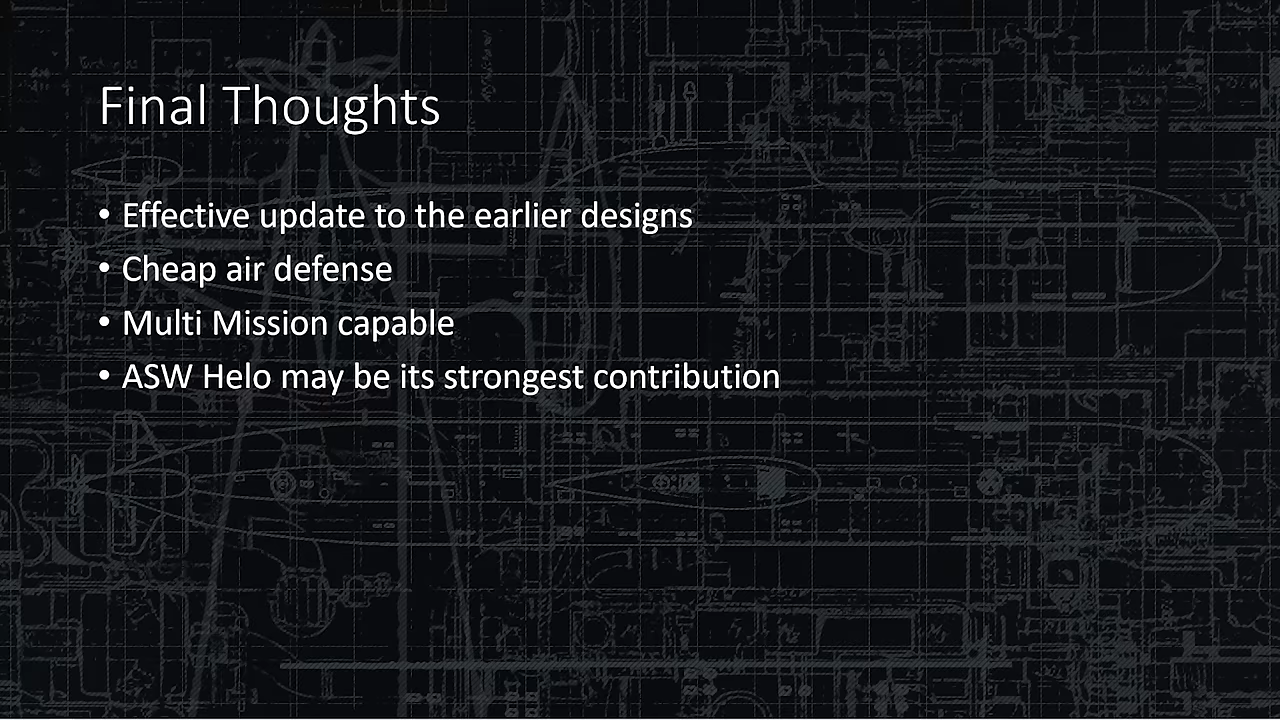 Final Thoughts
• Effective update to the earlier designs
• Cheap air defense
• Multi Mission capable
• ASW Helo may be its strongest contribution